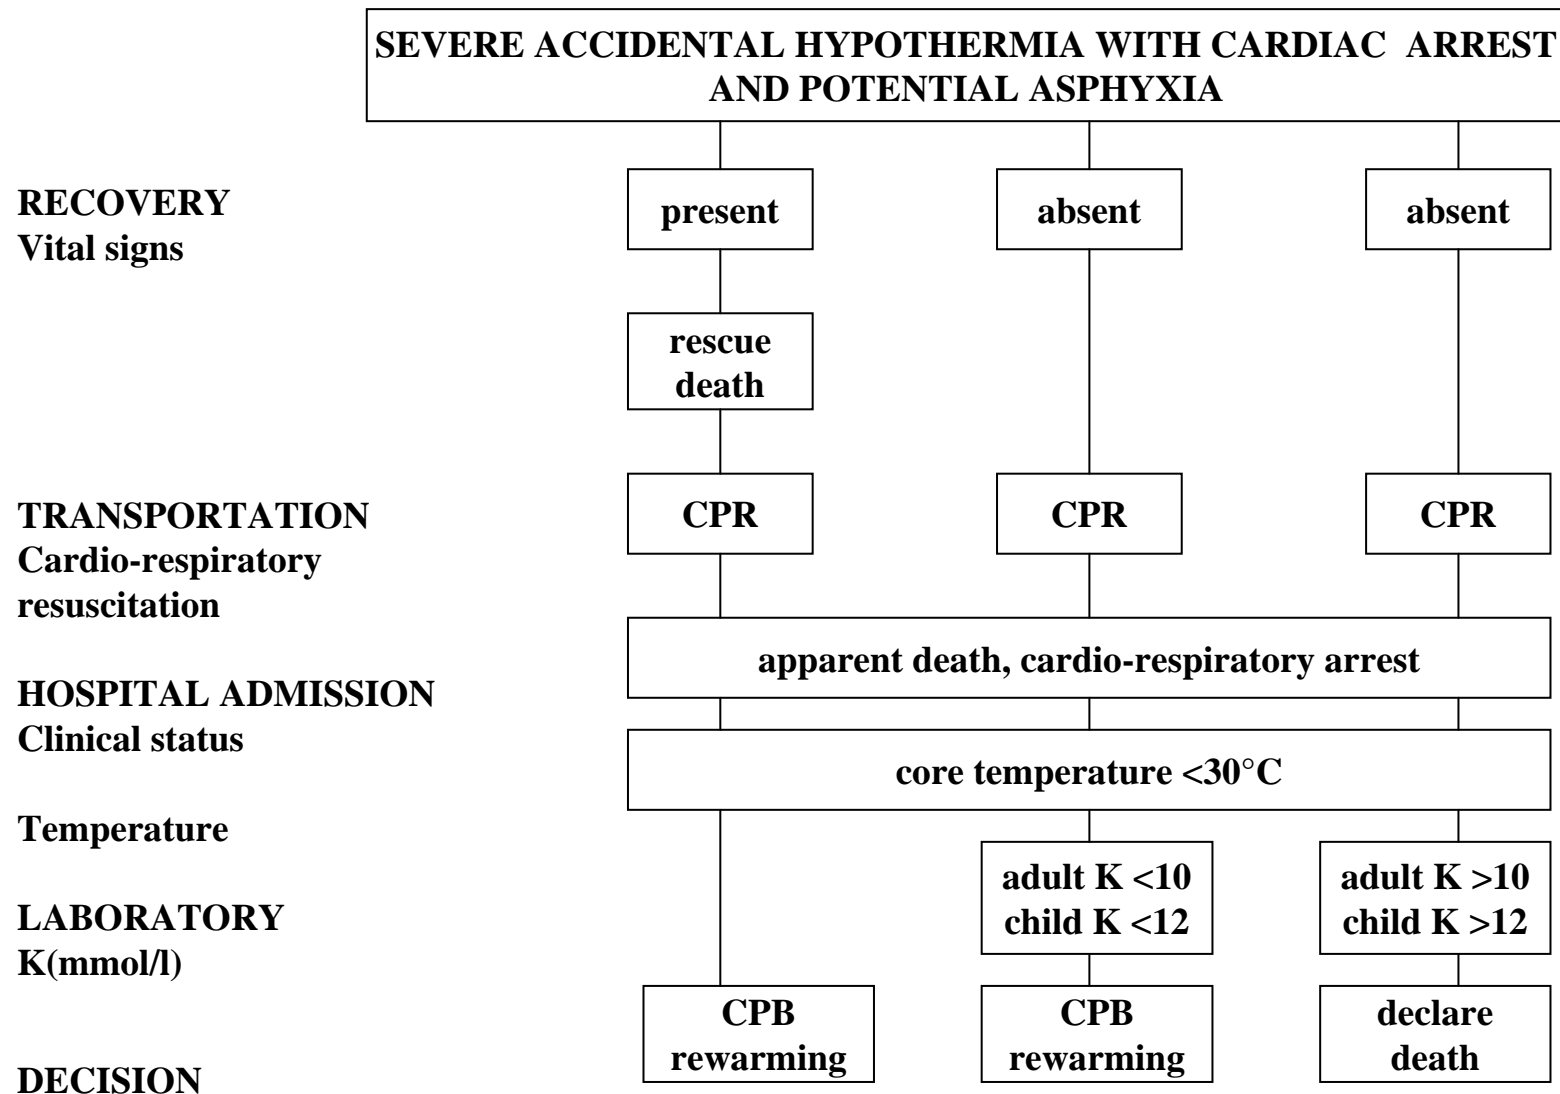 SEVERE ACCIDENTAL HYPOTHERMIA WITH CARDIAC ARREST
AND POTENTIAL ASPHYXIA
RECOVERY
Vital signs
present
absent
absent
rescue
death
TRANSPORTATION
Cardio-respiratory
resuscitation
CPR
CPR
CPR
apparent death, cardio-respiratory arrest
HOSPITAL ADMISSION
Clinical status
core temperature <30°C
Temperature
adult K <10
child K <12
adult K >10
child K >12
LABORATORY
K(mmol/l)
CPB
rewarming
CPB
rewarming
declare
death
DECISION